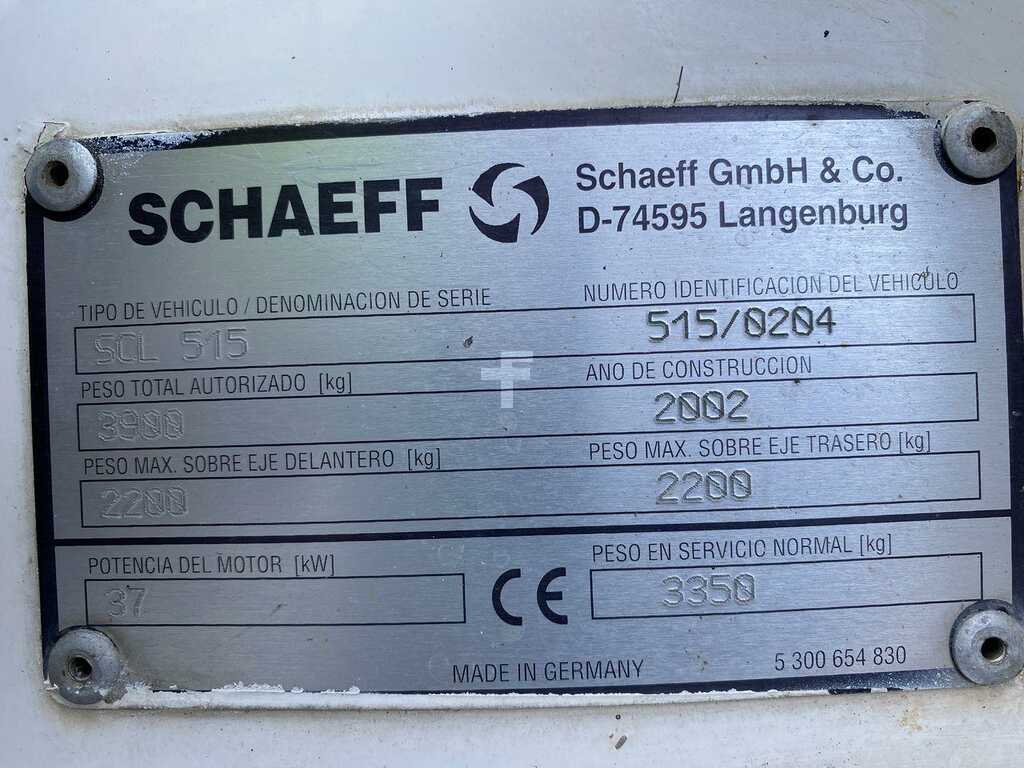 SCHAEFF
Schaeff GmbH & Co.
D-74595 Langenburg
TIPO DE VEHICULO / DENOMINACION DE SERIE
NUMERO IDENTIFICACION DEL VEHICULO
SCL 515
515/0204
PESO TOTAL AUTORIZADO [kg]
ANO DE CONSTRUCCION
3900
2002
PESO MAX. SOBRE EJE DELANTERO [kg]
PESO MAX. SOBRE EJE TRASERO [kg]
2200
2200
POTENCIA DEL MOTOR [kW]
PESO EN SERVICIO NORMAL [kg]
37
CE
3350
MADE IN GERMANY
5 300 654 830